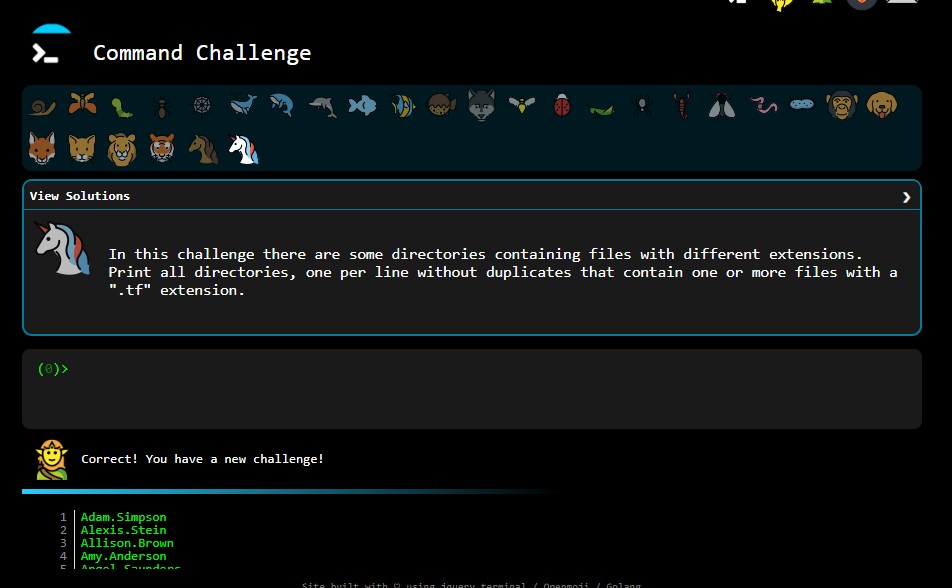 Command Challenge
View Solutions
In this challenge there are some directories containing files with different extensions.
Print all directories, one per line without duplicates that contain one or more files with a
".tf" extension.
(0)>
Correct! You have a new challenge!
1 Adam.Simpson
2 Alexis.Stein
3 Allison.Brown
4 Amy.Anderson
5 Angel.Saunders
Site built with ♡ using jquery terminal / Openmoji / Golang